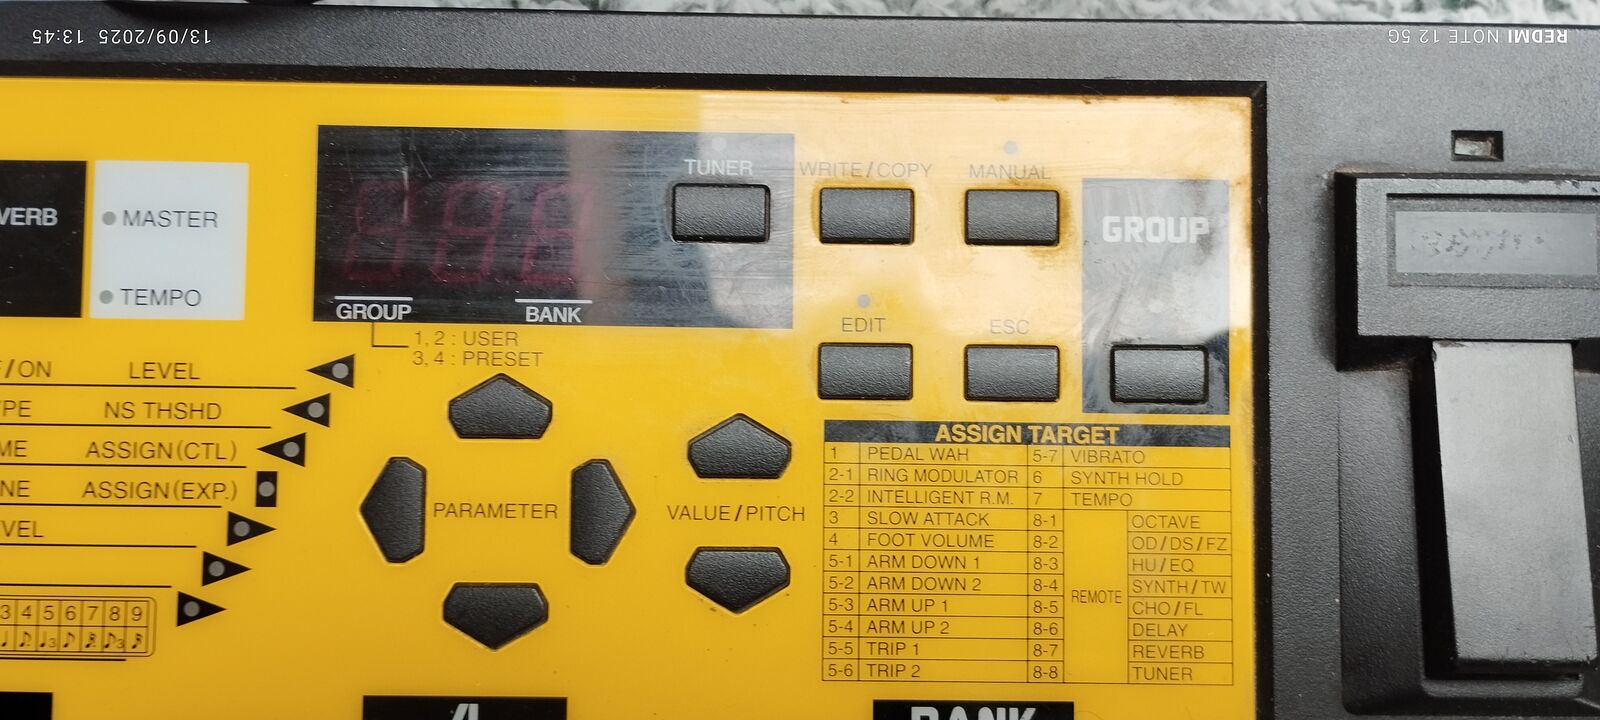 REDMI NOTE 12 5G
13/09/2025 13:45
VERB
MASTER
TEMPO
GROUP
BANK
1, 2 : USER
3, 4 : PRESET
TUNER
WRITE/COPY
MANUAL
GROUP
EDIT
ESC
/ON LEVEL
PE NS THSHD
ME ASSIGN(CTL)
NE ASSIGN(EXP.)
VEL
3 4 5 6 7 8 9
PARAMETER
VALUE/PITCH
ASSIGN TARGET
1 PEDAL WAH 5-7 VIBRATO
2-1 RING MODULATOR 6 SYNTH HOLD
2-2 INTELLIGENT R.M. 7 TEMPO
3 SLOW ATTACK 8-1 OCTAVE
4 FOOT VOLUME 8-2 OD/DS/FZ
5-1 ARM DOWN 1 8-3 HU/EQ
5-2 ARM DOWN 2 8-4 REMOTE SYNTH/TW
5-3 ARM UP 1 8-5 CHO/FL
5-4 ARM UP 2 8-6 DELAY
5-5 TRIP 1 8-7 REVERB
5-6 TRIP 2 8-8 TUNER
4
BANK